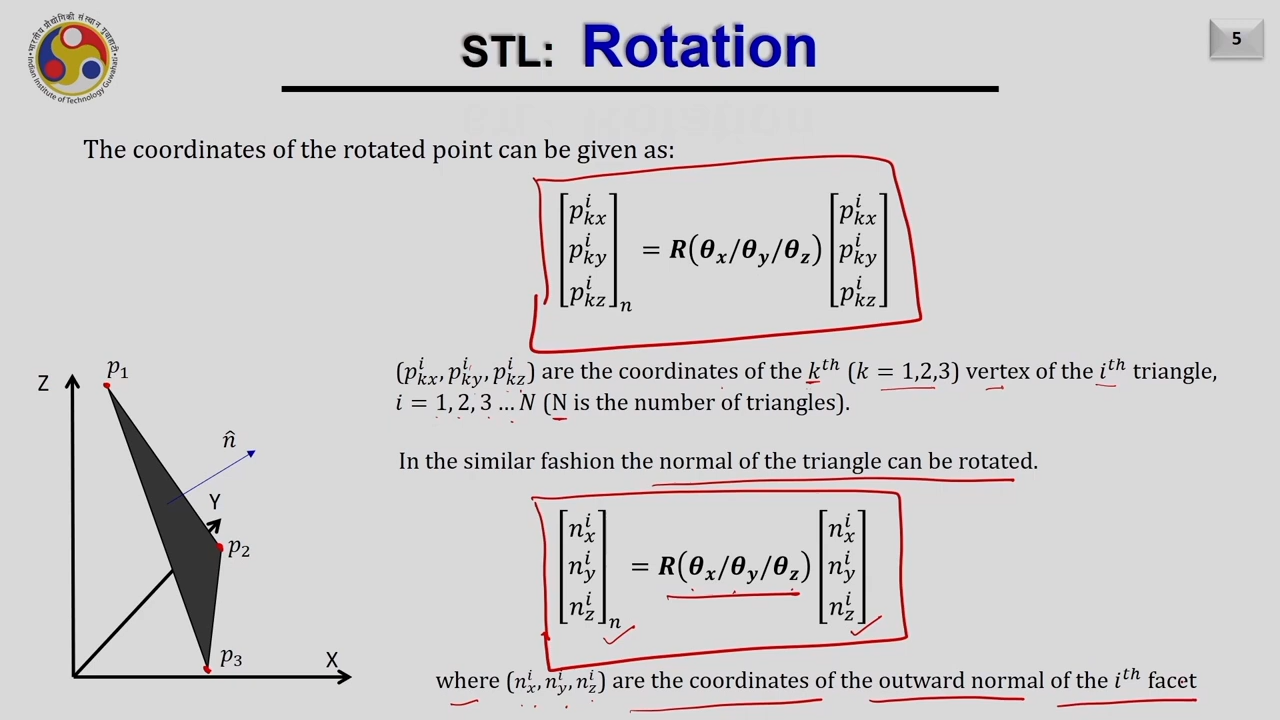 STL: Rotation
5
The coordinates of the rotated point can be given as:
[p^i_kx p^i_ky p^i_kz]_n = R(θx/θy/θz) [p^i_kx p^i_ky p^i_kz]
(p^i_kx, p^i_ky, p^i_kz) are the coordinates of the k^th (k = 1,2,3) vertex of the i^th triangle,
i = 1, 2, 3 … N (N is the number of triangles).
In the similar fashion the normal of the triangle can be rotated.
[n^i_x n^i_y n^i_z]_n = R(θx/θy/θz) [n^i_x n^i_y n^i_z]
where (n^i_x, n^i_y, n^i_z) are the coordinates of the outward normal of the i^th facet
Z
p1
n̂
Y
p2
p3
X